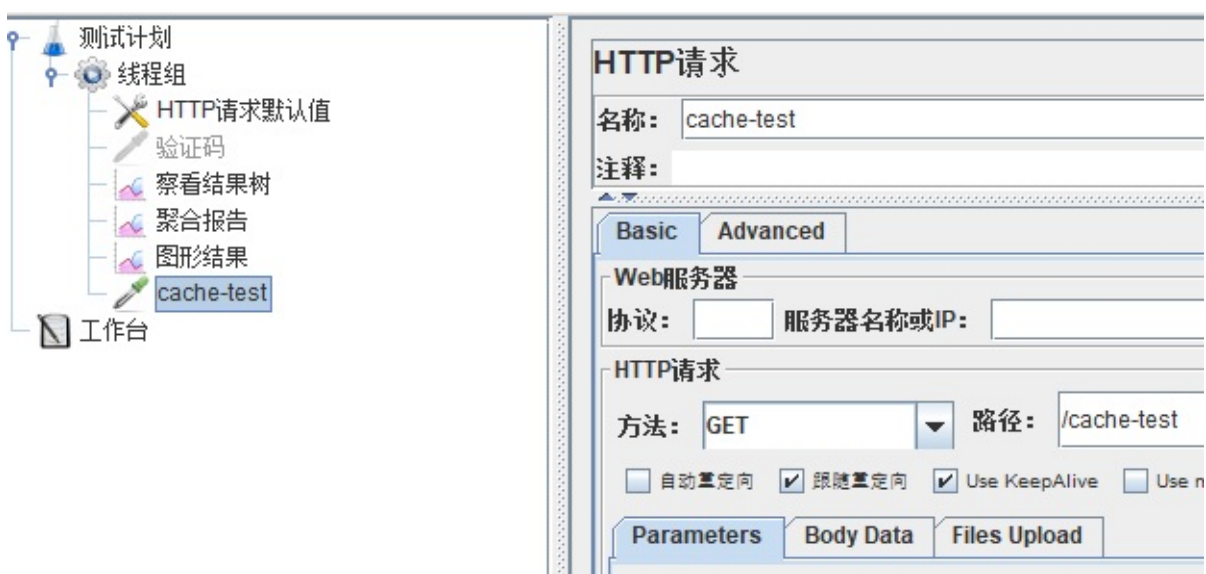 测试计划
线程组
HTTP请求默认值
验证码
察看结果树
聚合报告
图形结果
cache-test
工作台
HTTP请求
名称： cache-test
注释：
Basic Advanced
Web服务器
协议： 服务器名称或IP：
HTTP请求
方法： GET 路径： /cache-test
自动重定向 跟随重定向 Use KeepAlive Use
Parameters Body Data Files Upload